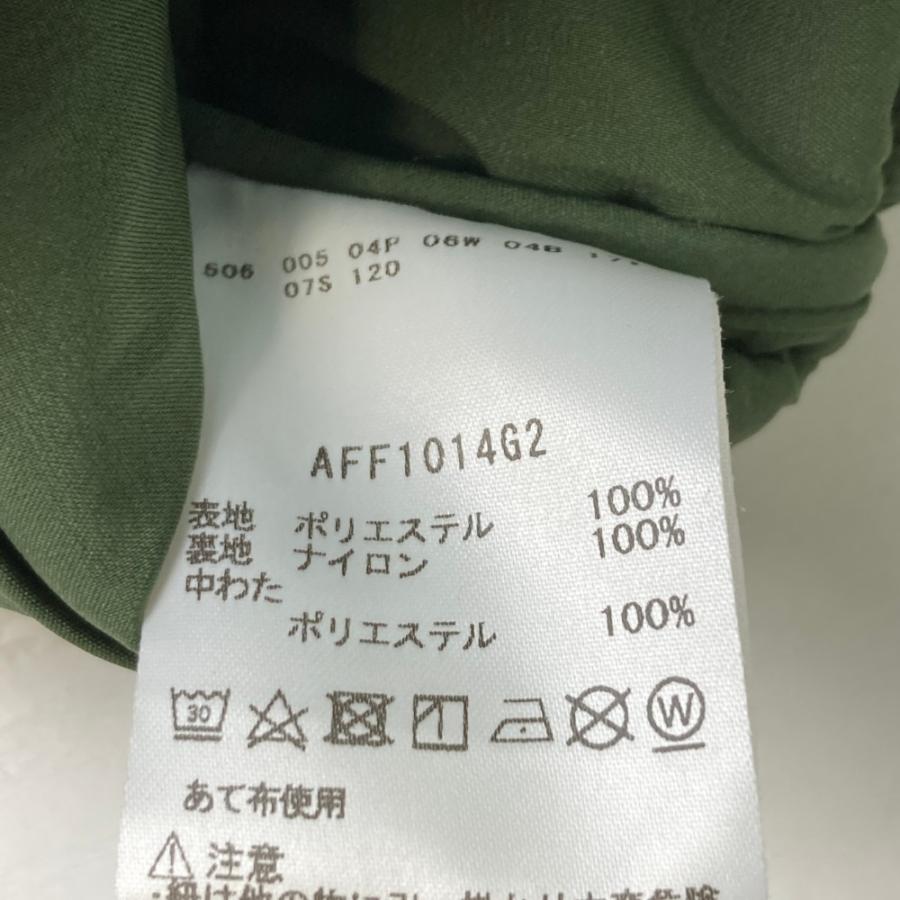 506 005 04P 06W 04B
07S 120
AFF1014G2
表地 ポリエステル 100%
裏地 ナイロン 100%
中わた
ポリエステル 100%
30 W
あて布使用
注意